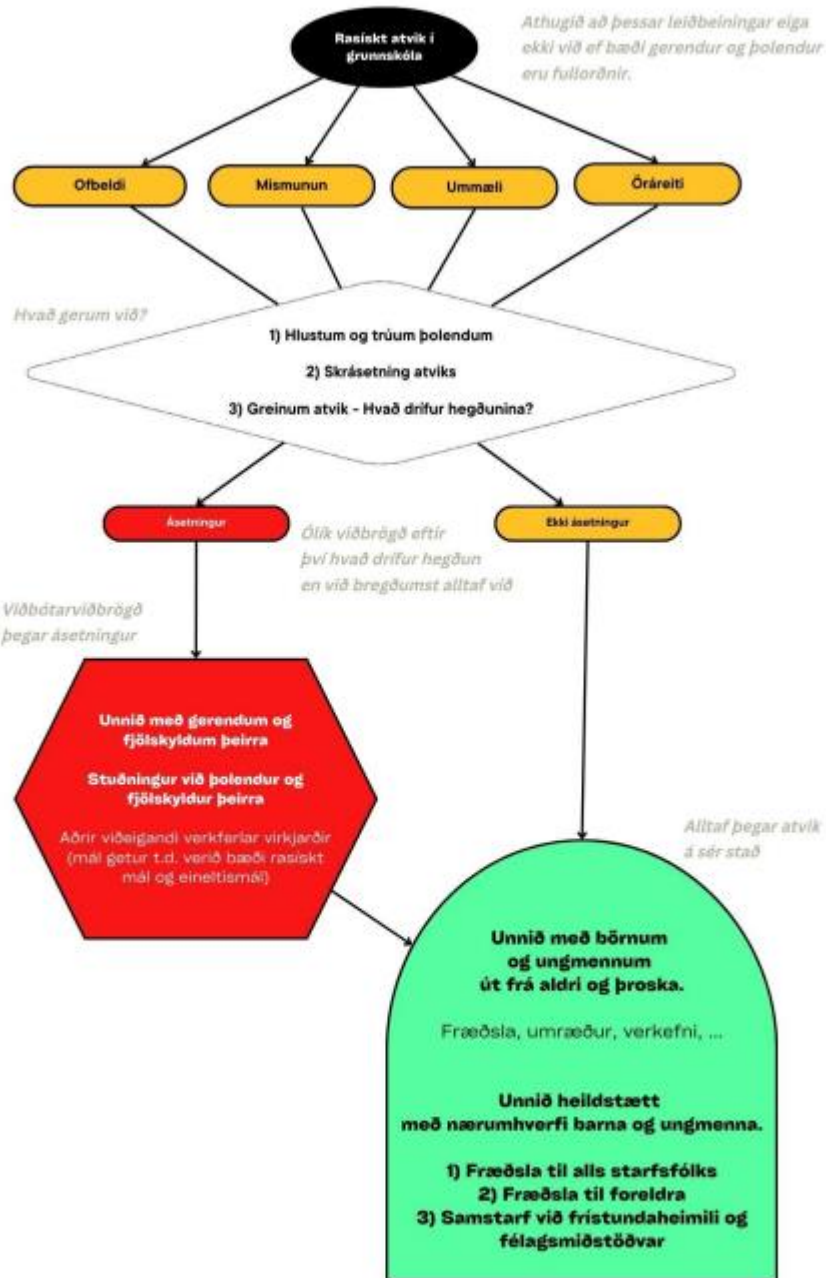 Rasískt atvik í
grunnskóla
Athugið að þessar leiðbeiningar eiga
ekki við ef bæði gerendur og þolendur
eru fullorðnir.
Ofbeldi
Mismunun
Ummæli
Öráreiti
Hvað gerum við?
1) Hlustum og trúum þolendum
2) Skrásetning atviks
3) Greinum atvik - Hvað drífur hegðunina?
Ásetningur
Ekki ásetningur
Ólík viðbrögð eftir
því hvað drífur hegðun
en við bregðumst alltaf við
Viðbótarviðbrögð
þegar ásetningur
Unnið með gerendum og
fjölskyldum þeirra
Stuðningur við þolendur og
fjölskyldur þeirra
Aðrir viðeigandi verkferlar virkjarðir
(mál getur t.d. verið bæði rasískt
mál og eineltismál)
Alltaf þegar atvik
á sér stað
Unnið með börnum
og ungmennum
út frá aldri og þroska.
Fræðsla, umræður, verkefni, ...
Unnið heildstætt
með nærumhverfi barna og ungmenna.
1) Fræðsla til alls starfsfólks
2) Fræðsla til foreldra
3) Samstarf við frístundaheimili og
félagsmiðstöðvar